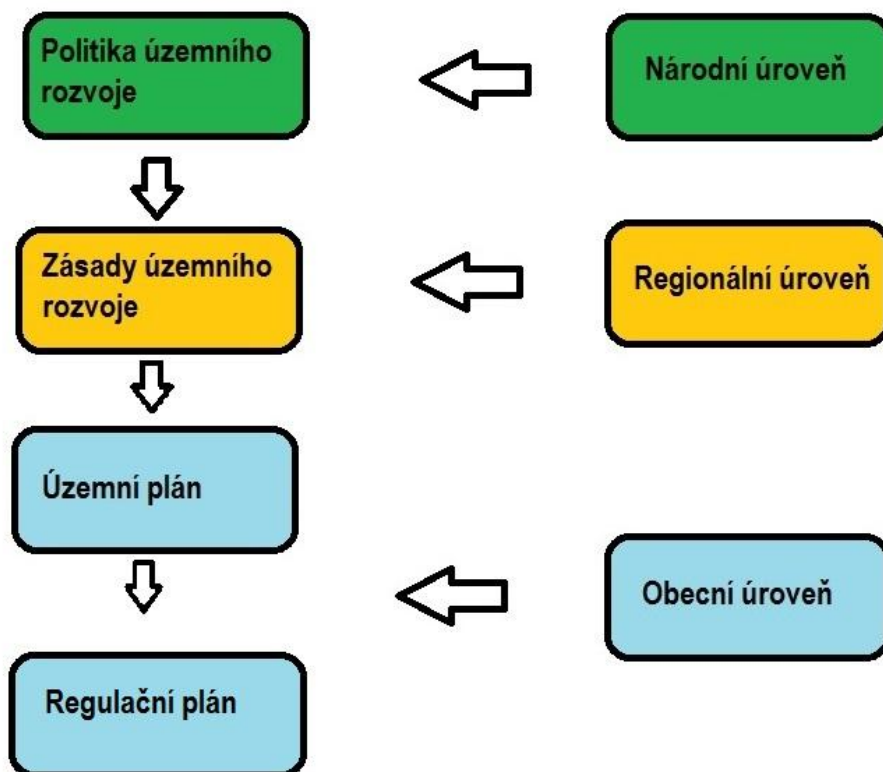 Politika územního
rozvoje
Národní úroveň
Zásady územního
rozvoje
Regionální úroveň
Územní plán
Obecní úroveň
Regulační plán